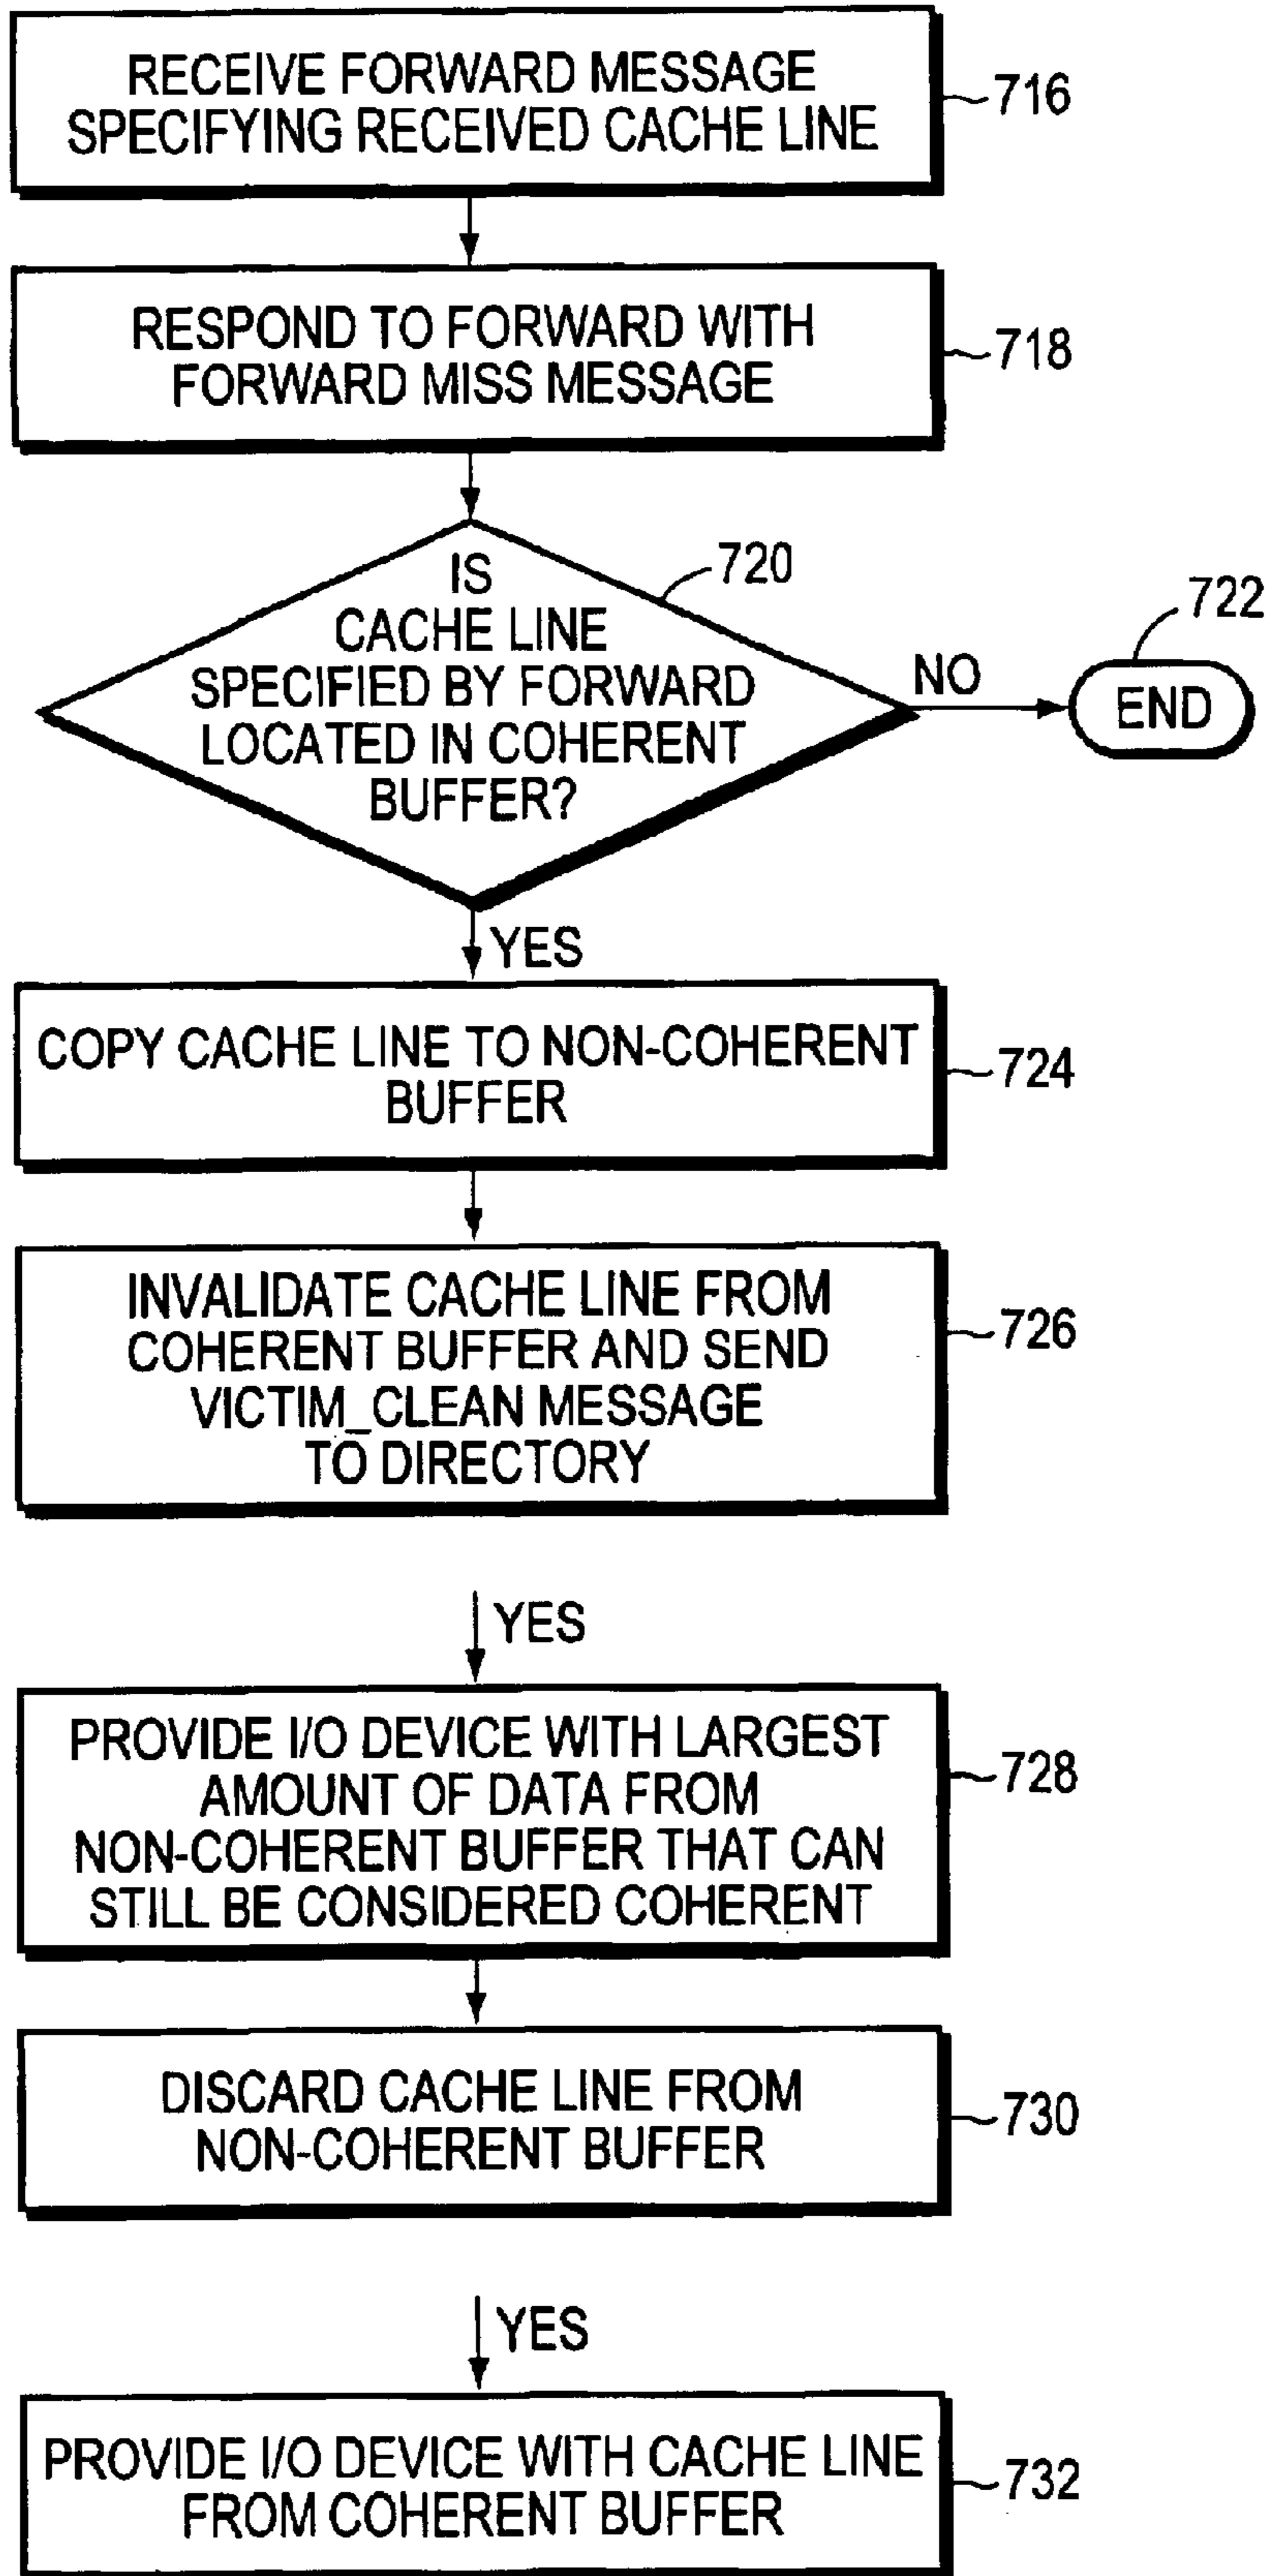 RECEIVE FORWARD MESSAGE
SPECIFYING RECEIVED CACHE LINE
716
RESPOND TO FORWARD WITH
FORWARD MISS MESSAGE
718
IS
CACHE LINE
SPECIFIED BY FORWARD
LOCATED IN COHERENT
BUFFER?
720
NO
722
END
YES
COPY CACHE LINE TO NON-COHERENT
BUFFER
724
INVALIDATE CACHE LINE FROM
COHERENT BUFFER AND SEND
VICTIM_CLEAN MESSAGE
TO DIRECTORY
726
YES
PROVIDE I/O DEVICE WITH LARGEST
AMOUNT OF DATA FROM
NON-COHERENT BUFFER THAT CAN
STILL BE CONSIDERED COHERENT
728
DISCARD CACHE LINE FROM
NON-COHERENT BUFFER
730
YES
PROVIDE I/O DEVICE WITH CACHE LINE
FROM COHERENT BUFFER
732